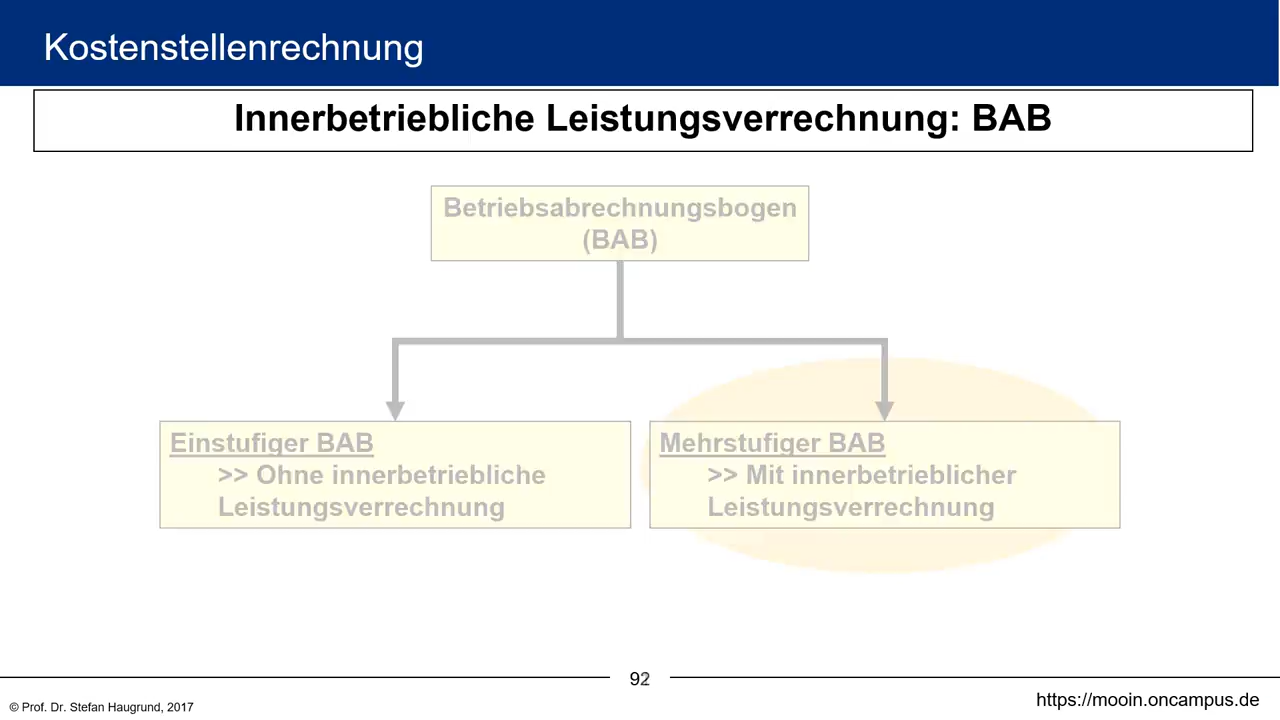 Kostenstellenrechnung
Innerbetriebliche Leistungsverrechnung: BAB
Betriebsabrechnungsbogen
(BAB)
Einstufiger BAB
>> Ohne innerbetriebliche
Leistungsverrechnung
Mehrstufiger BAB
>> Mit innerbetrieblicher
Leistungsverrechnung
92
© Prof. Dr. Stefan Haugrund, 2017
https://mooin.oncampus.de